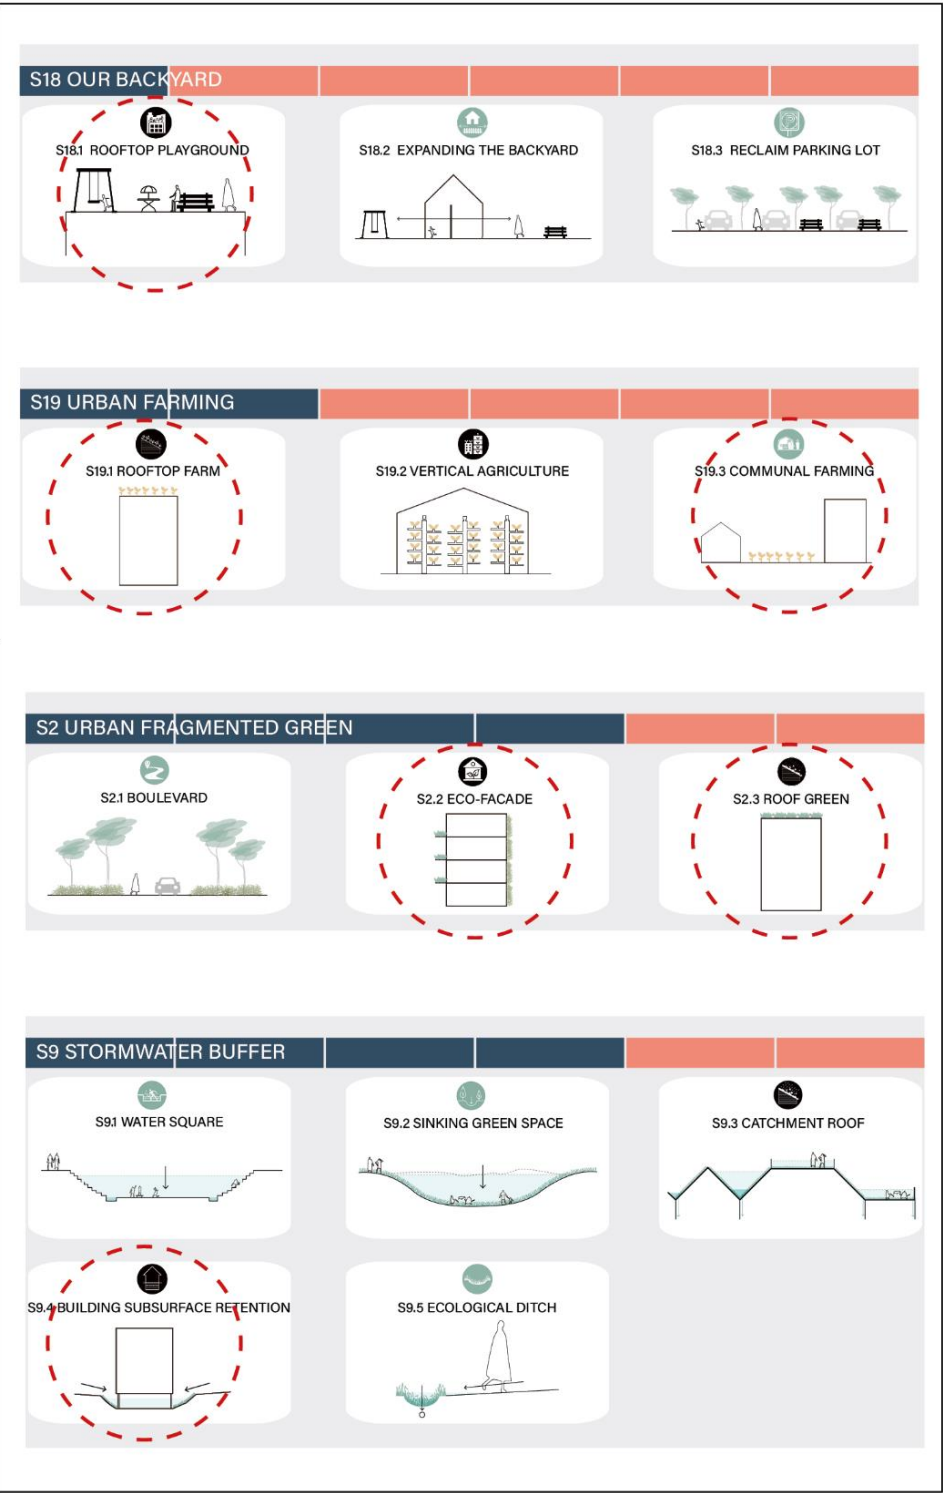 S18 OUR BACKYARD
S18.1 ROOFTOP PLAYGROUND
S18.2 EXPANDING THE BACKYARD
S18.3 RECLAIM PARKING LOT
S19 URBAN FARMING
S19.1 ROOFTOP FARM
S19.2 VERTICAL AGRICULTURE
S19.3 COMMUNAL FARMING
S2 URBAN FRAGMENTED GREEN
S2.1 BOULEVARD
S2.2 ECO-FACADE
S2.3 ROOF GREEN
S9 STORMWATER BUFFER
S9.1 WATER SQUARE
S9.2 SINKING GREEN SPACE
S9.3 CATCHMENT ROOF
S9.4 BUILDING SUBSURFACE RETENTION
S9.5 ECOLOGICAL DITCH